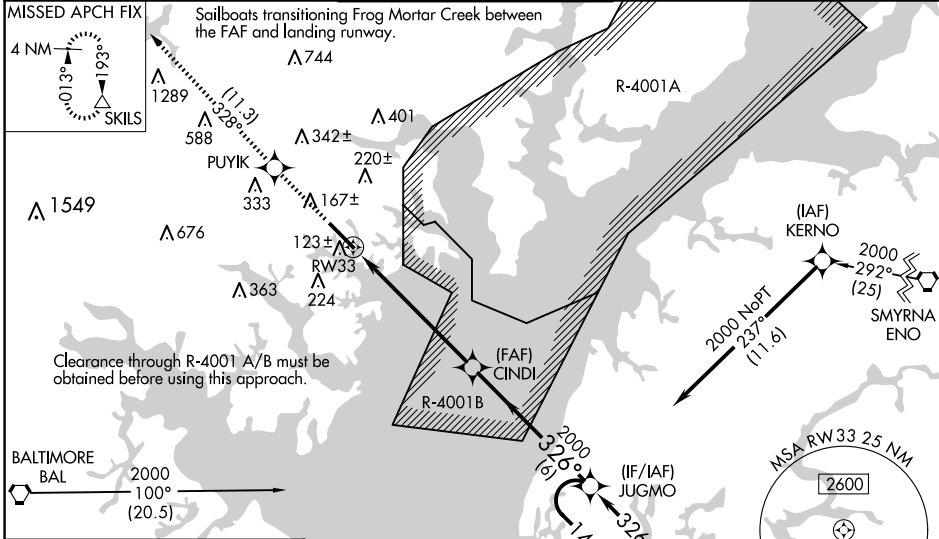 MISSED APCH FIX
4 NM
013°
193°
SKILS
Sailboats transitioning Frog Mortar Creek between
the FAF and landing runway.
744
1289
(11.3)
328°
588
401
342±
220±
PUYIK
333
167±
1549
676
123±
RW33
363
224
R-4001A
(IAF)
KERNO
2000
292°
(25)
SMYRNA
ENO
2000 NoPT
237°
(11.6)
Clearance through R-4001 A/B must be
obtained before using this approach.
(FAF)
CINDI
R-4001B
BALTIMORE
BAL
2000
100°
(20.5)
2000
326°
(6)
(IF/IAF)
JUGMO
MSA RW33 25 NM
2600